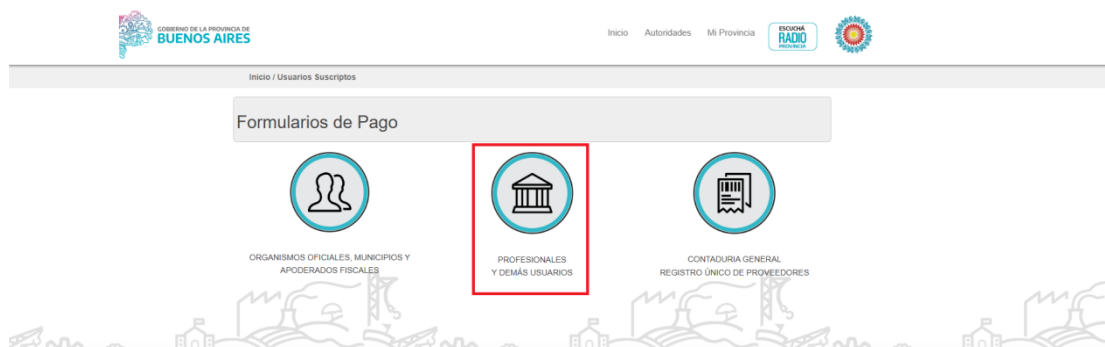 GOBIERNO DE LA PROVINCIA DE
BUENOS AIRES
Inicio Autoridades Mi Provincia
ESCUCHÁ
RADIO
PROVINCIA
Inicio / Usuarios Suscriptos
Formularios de Pago
ORGANISMOS OFICIALES, MUNICIPIOS Y
APODERADOS FISCALES
PROFESIONALES
Y DEMÁS USUARIOS
CONTADURIA GENERAL
REGISTRO ÚNICO DE PROVEEDORES